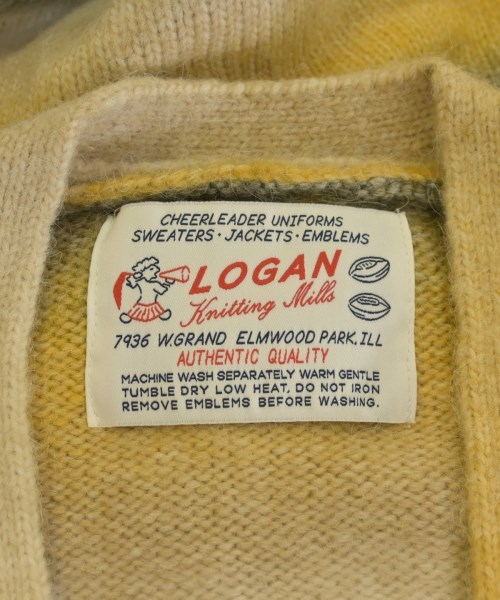 CHEERLEADER UNIFORMS
SWEATERS · JACKETS · EMBLEMS
LOGAN
Knitting Mills
7936 W.GRAND ELMWOOD PARK, ILL
AUTHENTIC QUALITY
MACHINE WASH SEPARATELY WARM GENTLE
TUMBLE DRY LOW HEAT. DO NOT IRON
REMOVE EMBLEMS BEFORE WASHING.